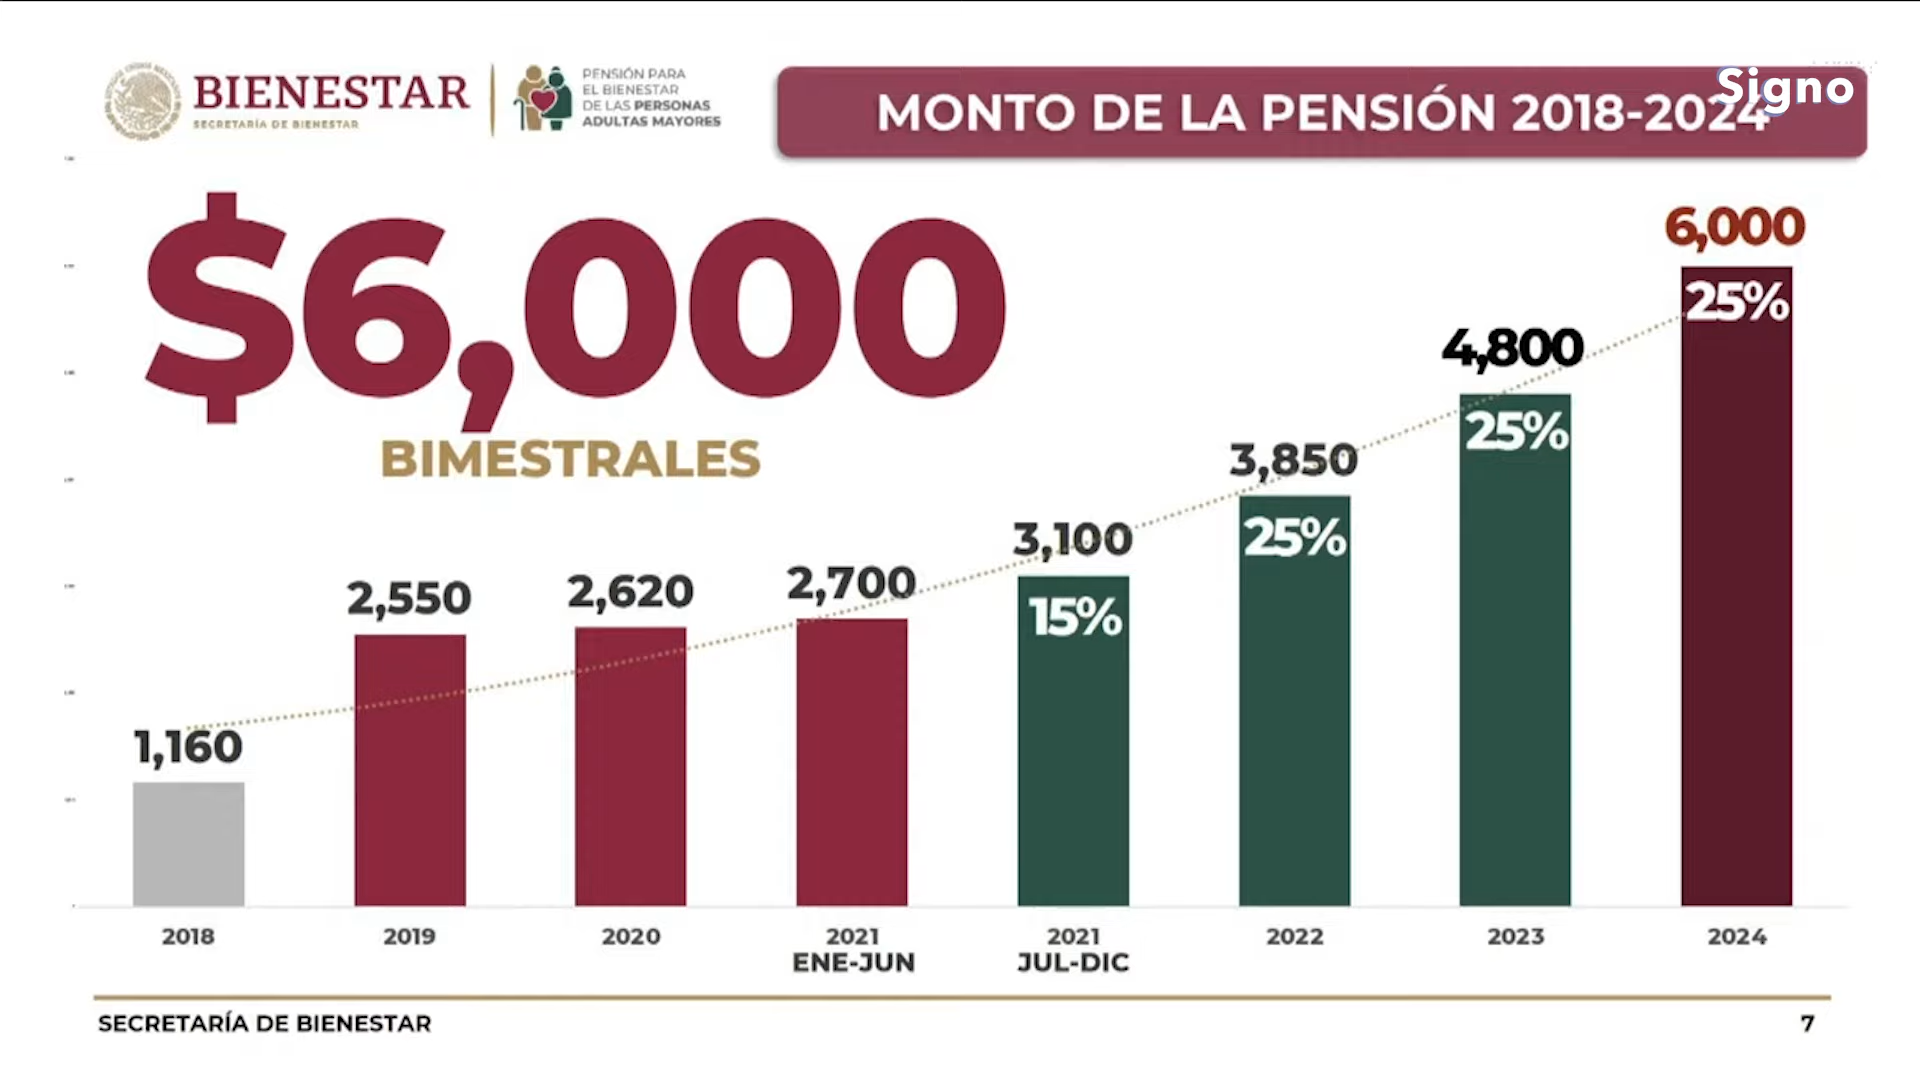 BIENESTAR
SECRETARÍA DE BIENESTAR
PENSIÓN PARA
EL BIENESTAR
DE LAS PERSONAS
ADULTAS MAYORES
MONTO DE LA PENSIÓN 2018-2024
Signo
$6,000
BIMESTRALES
1,160
2,550
2,620
2,700
3,100
15%
3,850
25%
4,800
25%
6,000
25%
2018
2019
2020
2021
ENE-JUN
2021
JUL-DIC
2022
2023
2024
SECRETARÍA DE BIENESTAR
7